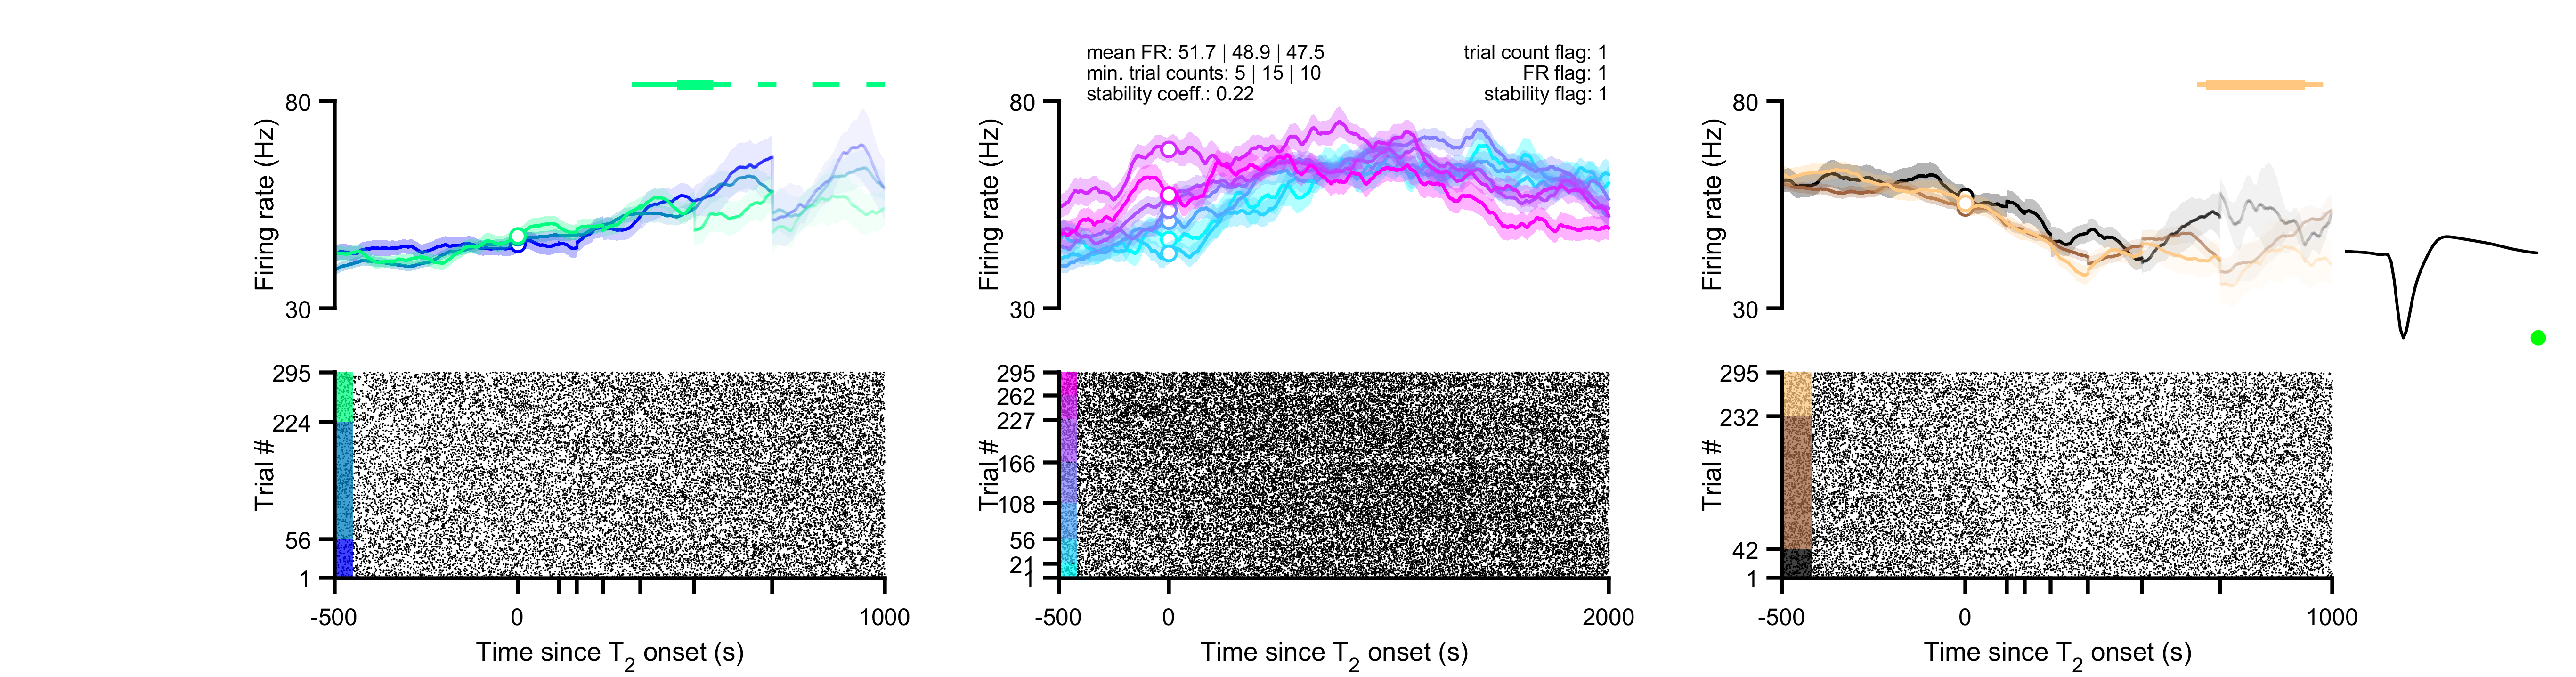 mean FR: 51.7 | 48.9 | 47.5
min. trial counts: 5 | 15 | 10
stability coeff.: 0.22
trial count flag: 1
FR flag: 1
stability flag: 1
80
Firing rate (Hz)
30
80
Firing rate (Hz)
30
80
Firing rate (Hz)
30
295
224
Trial #
56
1
-500
0
1000
Time since T2 onset (s)
295
262
227
Trial #
166
108
56
21
1
-500
0
2000
Time since T2 onset (s)
295
232
Trial #
42
1
-500
0
1000
Time since T2 onset (s)